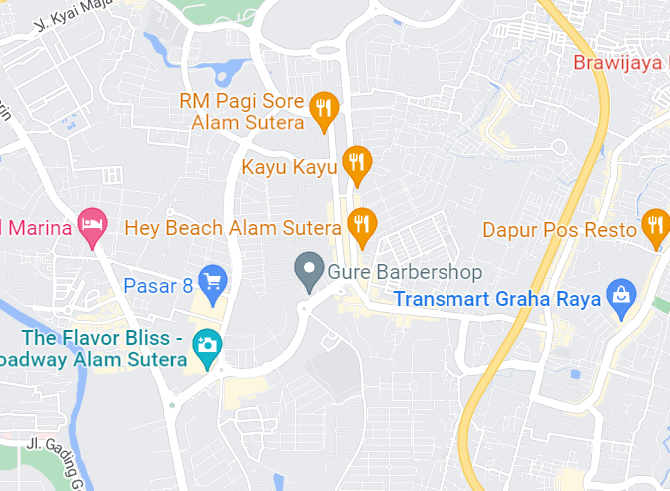 Jl. Kyai Maja
Brawijaya
RM Pagi Sore
Alam Sutera
Kayu Kayu
Marina
Hey Beach Alam Sutera
Dapur Pos Resto
Gure Barbershop
Pasar 8
Transmart Graha Raya
The Flavor Bliss -
oadway Alam Sutera
Jl. Gading G